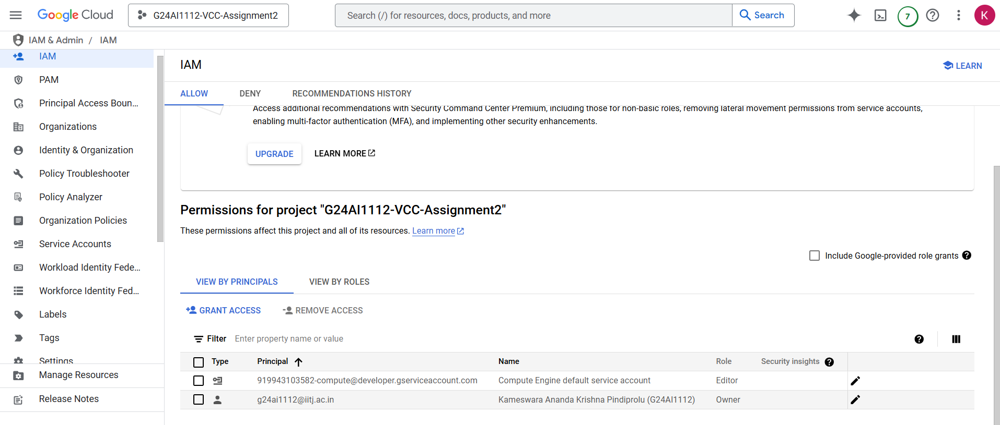 Google Cloud
G24AI1112-VCC-Assignment2
Search (/) for resources, docs, products, and more
Search
7
K
IAM & Admin / IAM
IAM
PAM
Principal Access Boun...
Organizations
Identity & Organization
Policy Troubleshooter
Policy Analyzer
Organization Policies
Service Accounts
Workload Identity Fede...
Workforce Identity Fed...
Labels
Tags
Settings
Manage Resources
Release Notes
IAM
LEARN
ALLOW
DENY
RECOMMENDATIONS HISTORY
Access additional recommendations with Security Command Center Premium, including those for non-basic roles, removing lateral movement permissions from service accounts,
enabling multi-factor authentication (MFA), and implementing other security enhancements.
UPGRADE
LEARN MORE
Permissions for project "G24AI1112-VCC-Assignment2"
These permissions affect this project and all of its resources. Learn more
Include Google-provided role grants
VIEW BY PRINCIPALS
VIEW BY ROLES
GRANT ACCESS
REMOVE ACCESS
Filter Enter property name or value
Type Principal Name Role Security insights
919943103582-compute@developer.gserviceaccount.com Compute Engine default service account Editor
g24ai1112@iitj.ac.in Kameswara Ananda Krishna Pindiprolu (G24AI1112) Owner